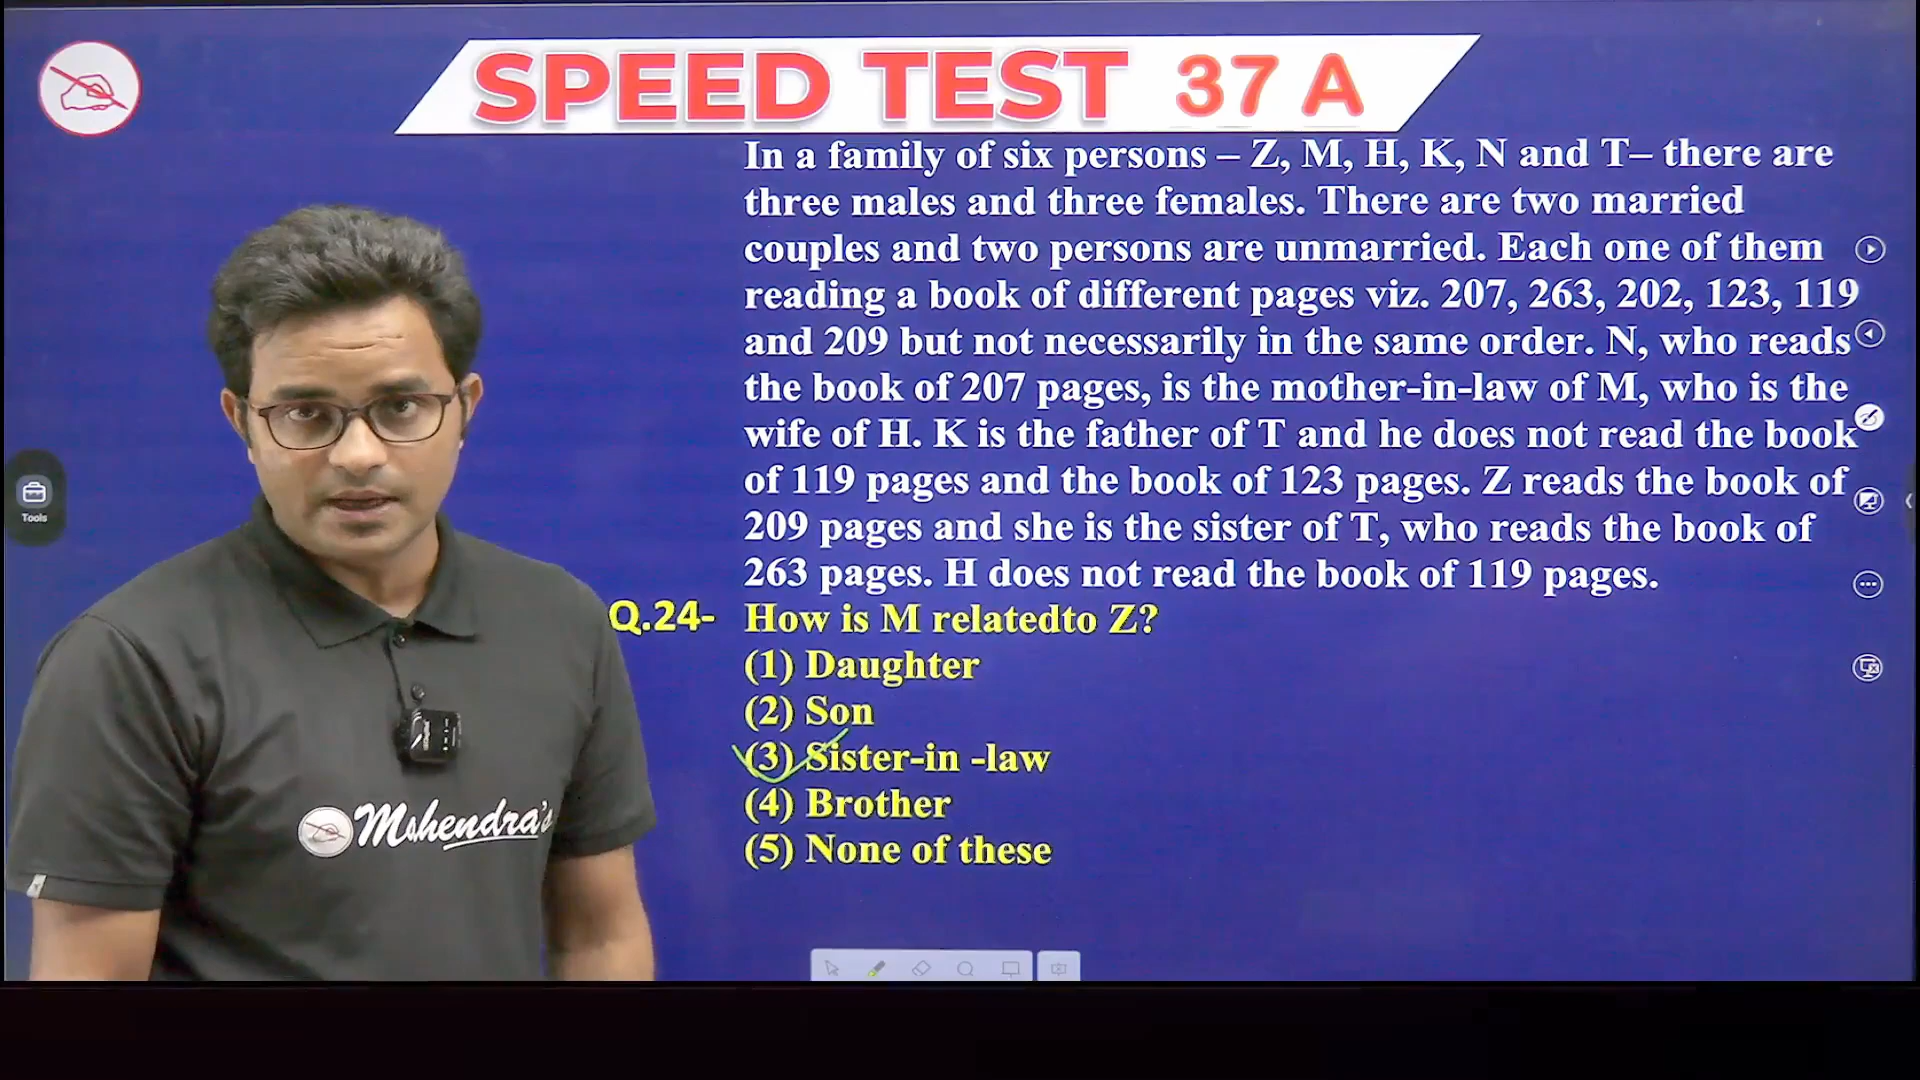 SPEED TEST 37 A
In a family of six persons – Z, M, H, K, N and T– there are
three males and three females. There are two married
couples and two persons are unmarried. Each one of them
reading a book of different pages viz. 207, 263, 202, 123, 119
and 209 but not necessarily in the same order. N, who reads
the book of 207 pages, is the mother-in-law of M, who is the
wife of H. K is the father of T and he does not read the book
of 119 pages and the book of 123 pages. Z reads the book of
209 pages and she is the sister of T, who reads the book of
263 pages. H does not read the book of 119 pages.
Q.24- How is M relatedto Z?
(1) Daughter
(2) Son
(3) Sister-in -law
(4) Brother
(5) None of these
Tools
Mahendra's